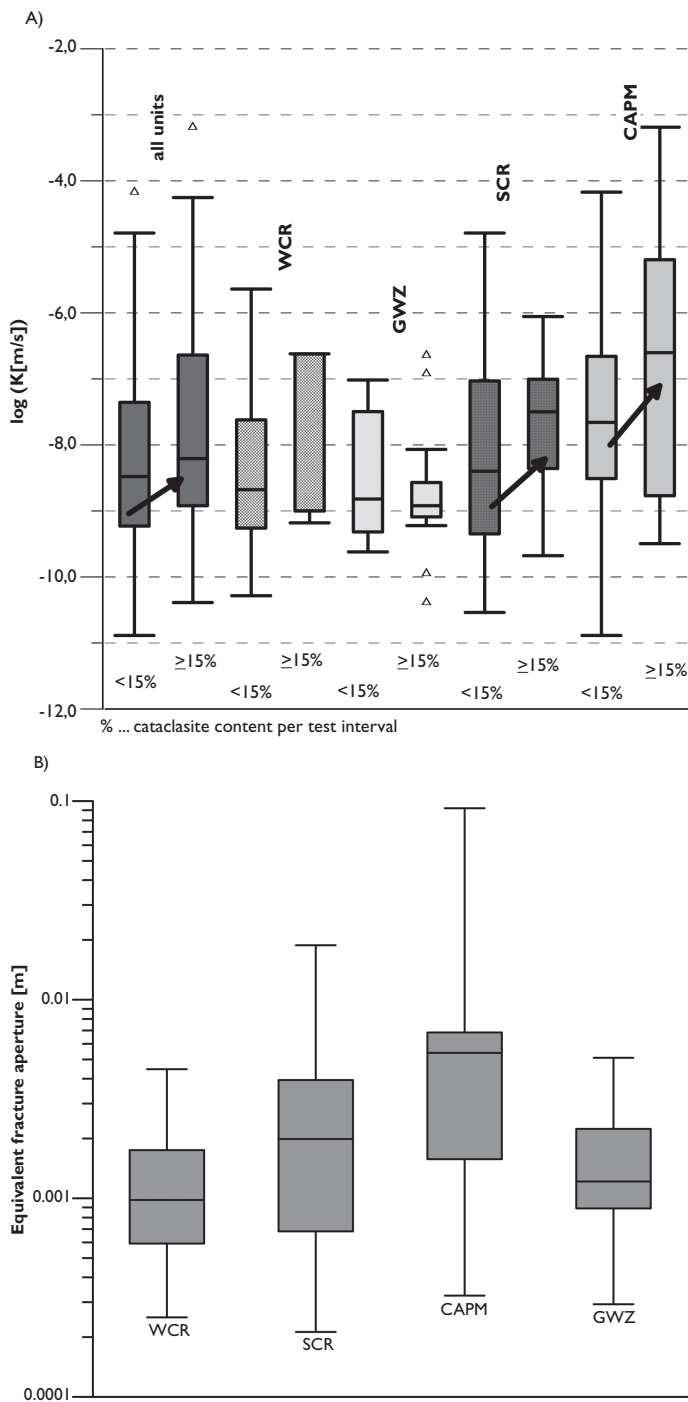 A)
-2,0
all units
CAPM
-4,0
SCR
WCR
GWZ
-6,0
log (K[m/s])
-8,0
-10,0
<15%
≥15%
<15%
≥15%
<15%
≥15%
<15%
≥15%
<15%
≥15%
-12,0
% ... cataclasite content per test interval
B)
0.1
Equivalent fracture aperture [m]
0.01
0.001
WCR
SCR
CAPM
GWZ
0.0001